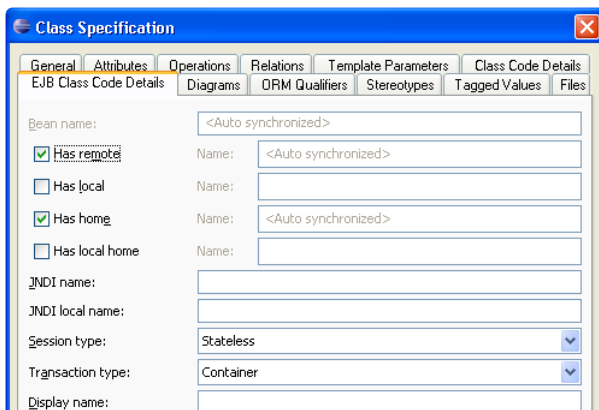 Class Specification
General Attributes Operations Relations Template Parameters Class Code Details
EJB Class Code Details Diagrams ORM Qualifiers Stereotypes Tagged Values Files
Bean name: <Auto synchronized>
Has remote Name: <Auto synchronized>
Has local Name:
Has home Name: <Auto synchronized>
Has local home Name:
JNDI name:
JNDI local name:
Session type: Stateless
Transaction type: Container
Display name: